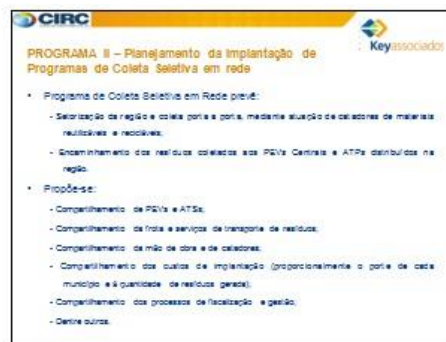 CIRC
Keyassociados
PROGRAMA II – Planejamento da Implantação de
Programas de Coleta Seletiva em rede
• Programa de Coleta Seletiva em Rede prevê:
- Setorização da região e coleta porta a porta, mediante atuação de catadores de materiais
reutilizáveis e recicláveis;
- Encaminhamento dos resíduos coletados aos PEVs Centrais e ATPs distribuídos na
região.
• Propõe-se:
- Compartilhamento de PEVs e ATSs;
- Compartilhamento da frota e serviços de transporte de resíduos;
- Compartilhamento da mão de obra e de catadores;
- Compartilhamento dos custos de implantação (proporcionalmente o porte de cada
município e à quantidade de resíduos gerada);
- Compartilhamento dos processos de fiscalização e gestão;
- Dentre outros.